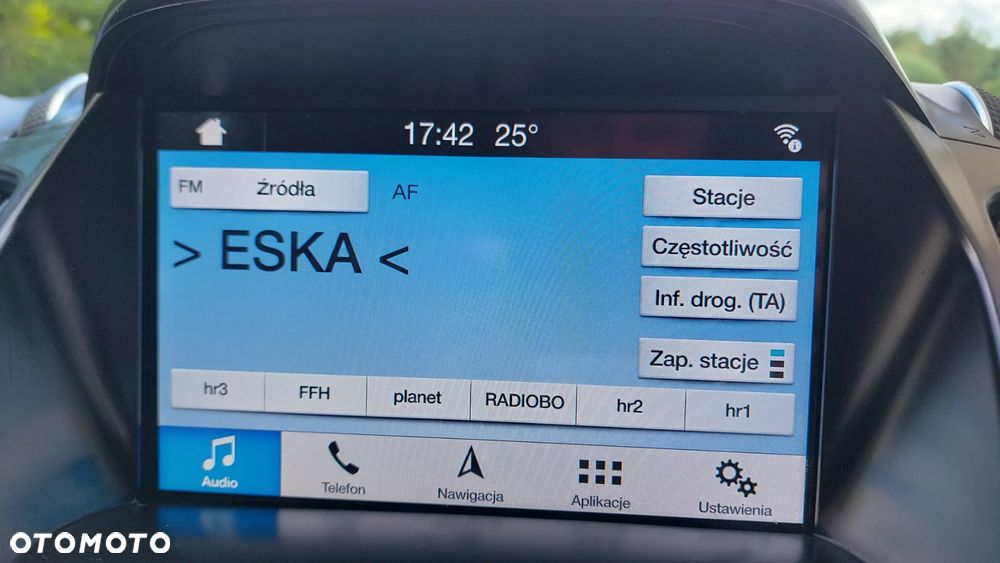 17:42 25°
FM Źródła AF
> ESKA <
Stacje
Częstotliwość
Inf. drog. (TA)
Zap. stacje
hr3 FFH planet RADIOBO hr2 hr1
Audio Telefon Nawigacja Aplikacje Ustawienia
OTOMOTO